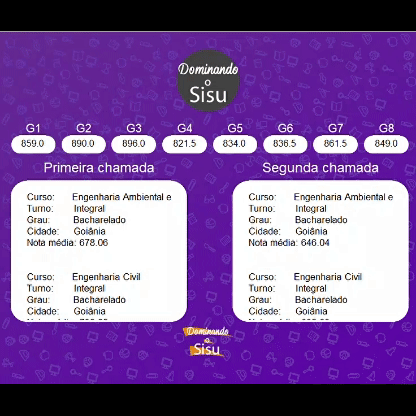 Dominando
o
Sisu
G1 G2 G3 G4 G5 G6 G7 G8
859.0 890.0 896.0 821.5 834.0 836.5 861.5 849.0
Primeira chamada
Curso: Engenharia Ambiental e
Turno: Integral
Grau: Bacharelado
Cidade: Goiânia
Nota média: 678.06
Curso: Engenharia Civil
Turno: Integral
Grau: Bacharelado
Cidade: Goiânia
Segunda chamada
Curso: Engenharia Ambiental e
Turno: Integral
Grau: Bacharelado
Cidade: Goiânia
Nota média: 646.04
Curso: Engenharia Civil
Turno: Integral
Grau: Bacharelado
Cidade: Goiânia
Dominando
o
Sisu